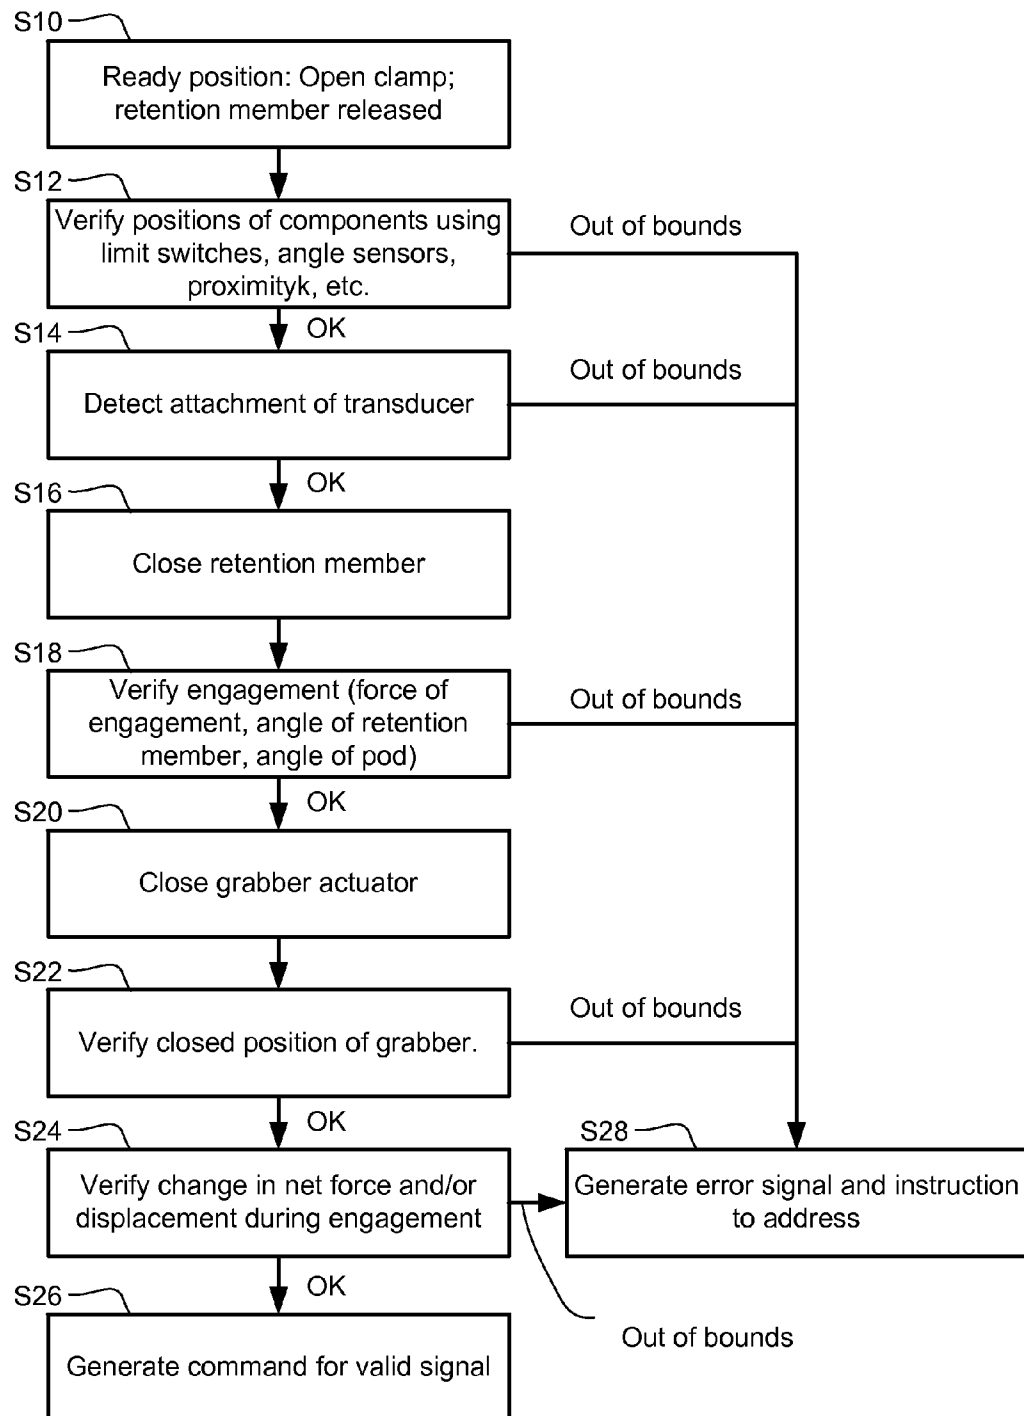 S10
Ready position: Open clamp;
retention member released
S12
Verify positions of components using
limit switches, angle sensors,
proximityk, etc.
Out of bounds
OK
S14
Detect attachment of transducer
Out of bounds
OK
S16
Close retention member
S18
Verify engagement (force of
engagement, angle of retention
member, angle of pod)
Out of bounds
OK
S20
Close grabber actuator
S22
Verify closed position of grabber.
Out of bounds
OK
S24
Verify change in net force and/or
displacement during engagement
S28
Generate error signal and instruction
to address
OK
Out of bounds
S26
Generate command for valid signal